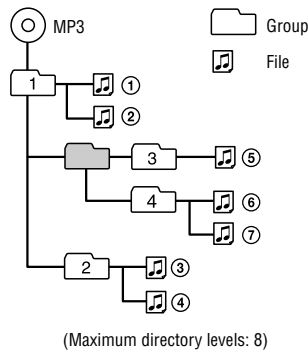 MP3
Group
File
1
①
②
3
⑤
4
⑥
⑦
2
③
④
(Maximum directory levels: 8)